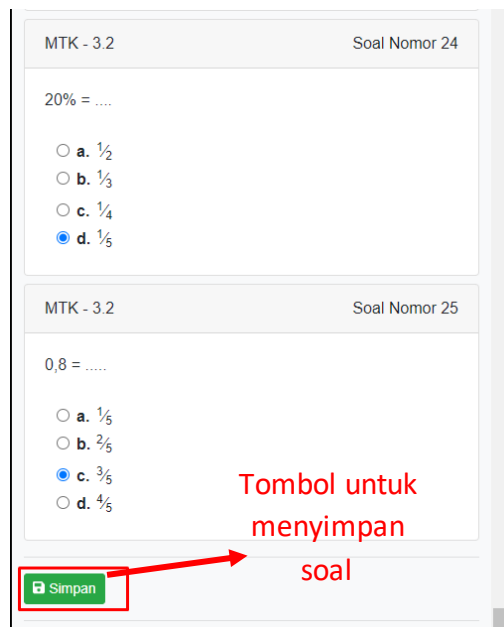 MTK - 3.2 Soal Nomor 24
20% = ....
a. ½
b. ⅓
c. ¼
d. ⅕
MTK - 3.2 Soal Nomor 25
0,8 = .....
a. ⅕
b. ⅖
c. ⅗
d. ⅘
Tombol untuk
menyimpan
soal
Simpan